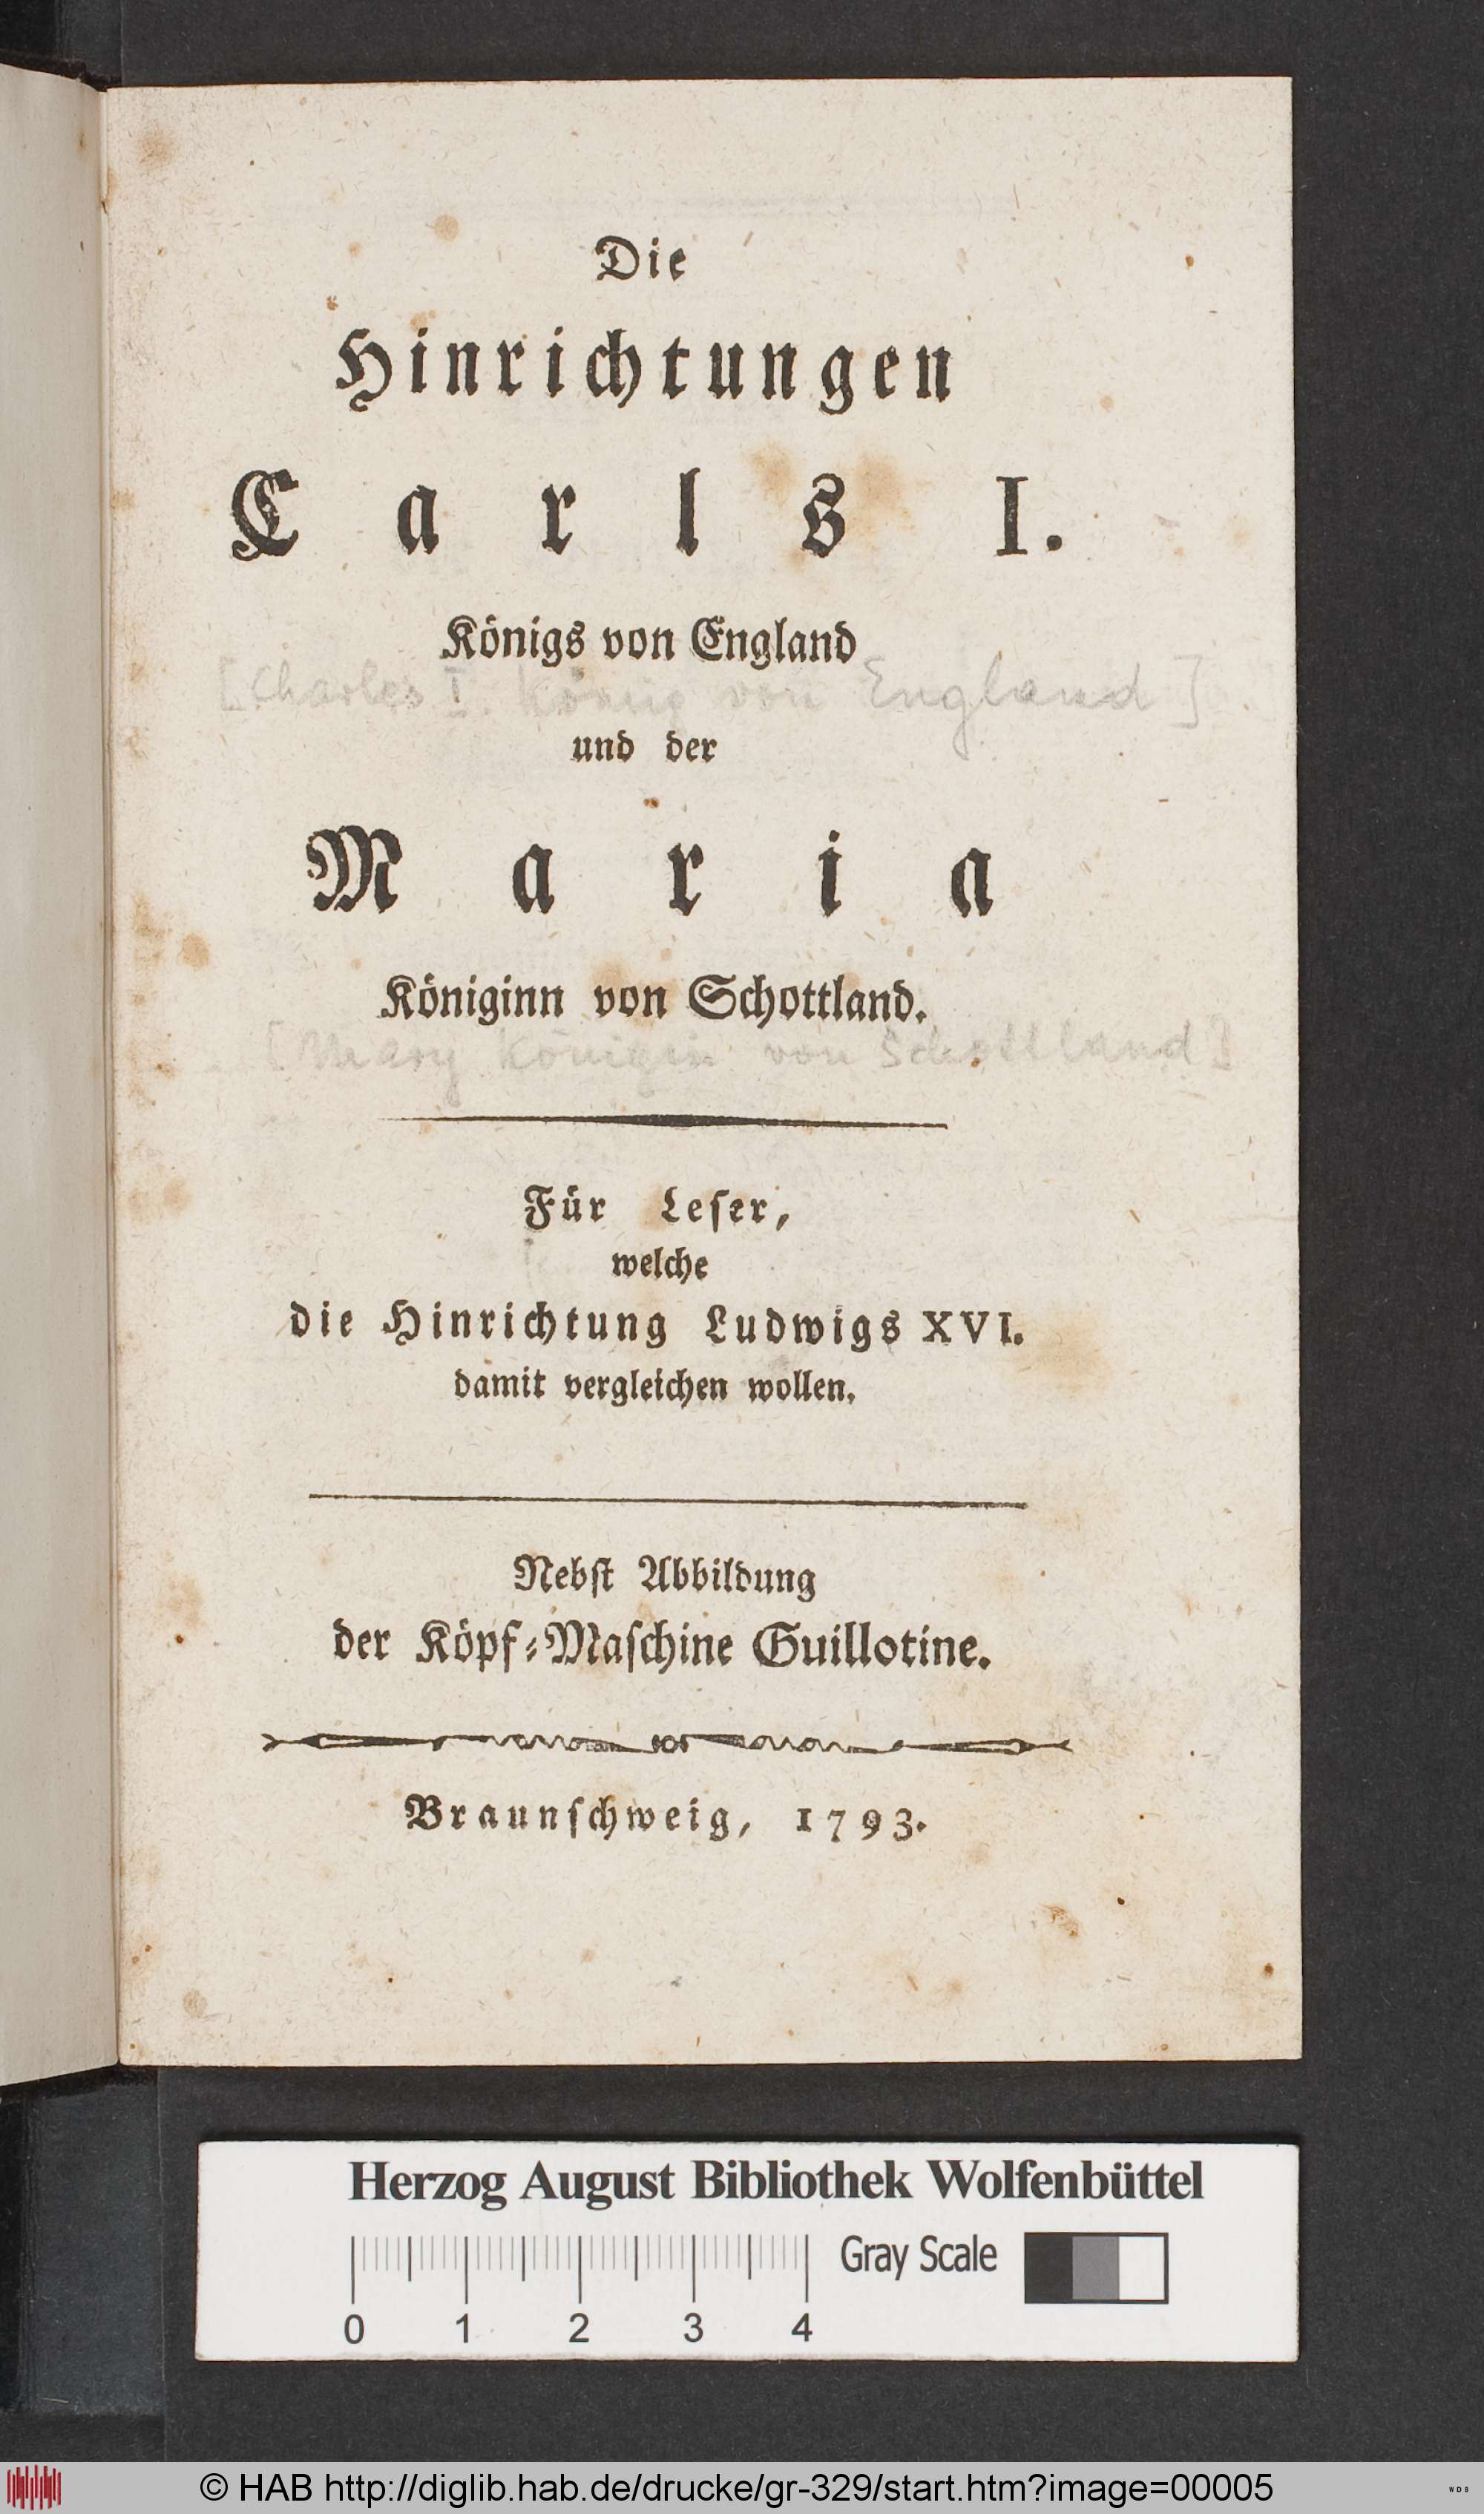 Die
Hinrichtungen
Carls I.
Königs von England
[Charles I. König von England]
und der
Maria
Königinn von Schottland.
[Mary Königin von Schottland]
Für Leſer,
welche
die Hinrichtung Ludwigs XVI.
damit vergleichen wollen.
Nebſt Abbildung
der Köpf-Maſchine Guillotine.
Braunſchweig, 1793.
Herzog August Bibliothek Wolfenbüttel
Gray Scale
0 1 2 3 4
© HAB http://diglib.hab.de/drucke/gr-329/start.htm?image=00005
WDB